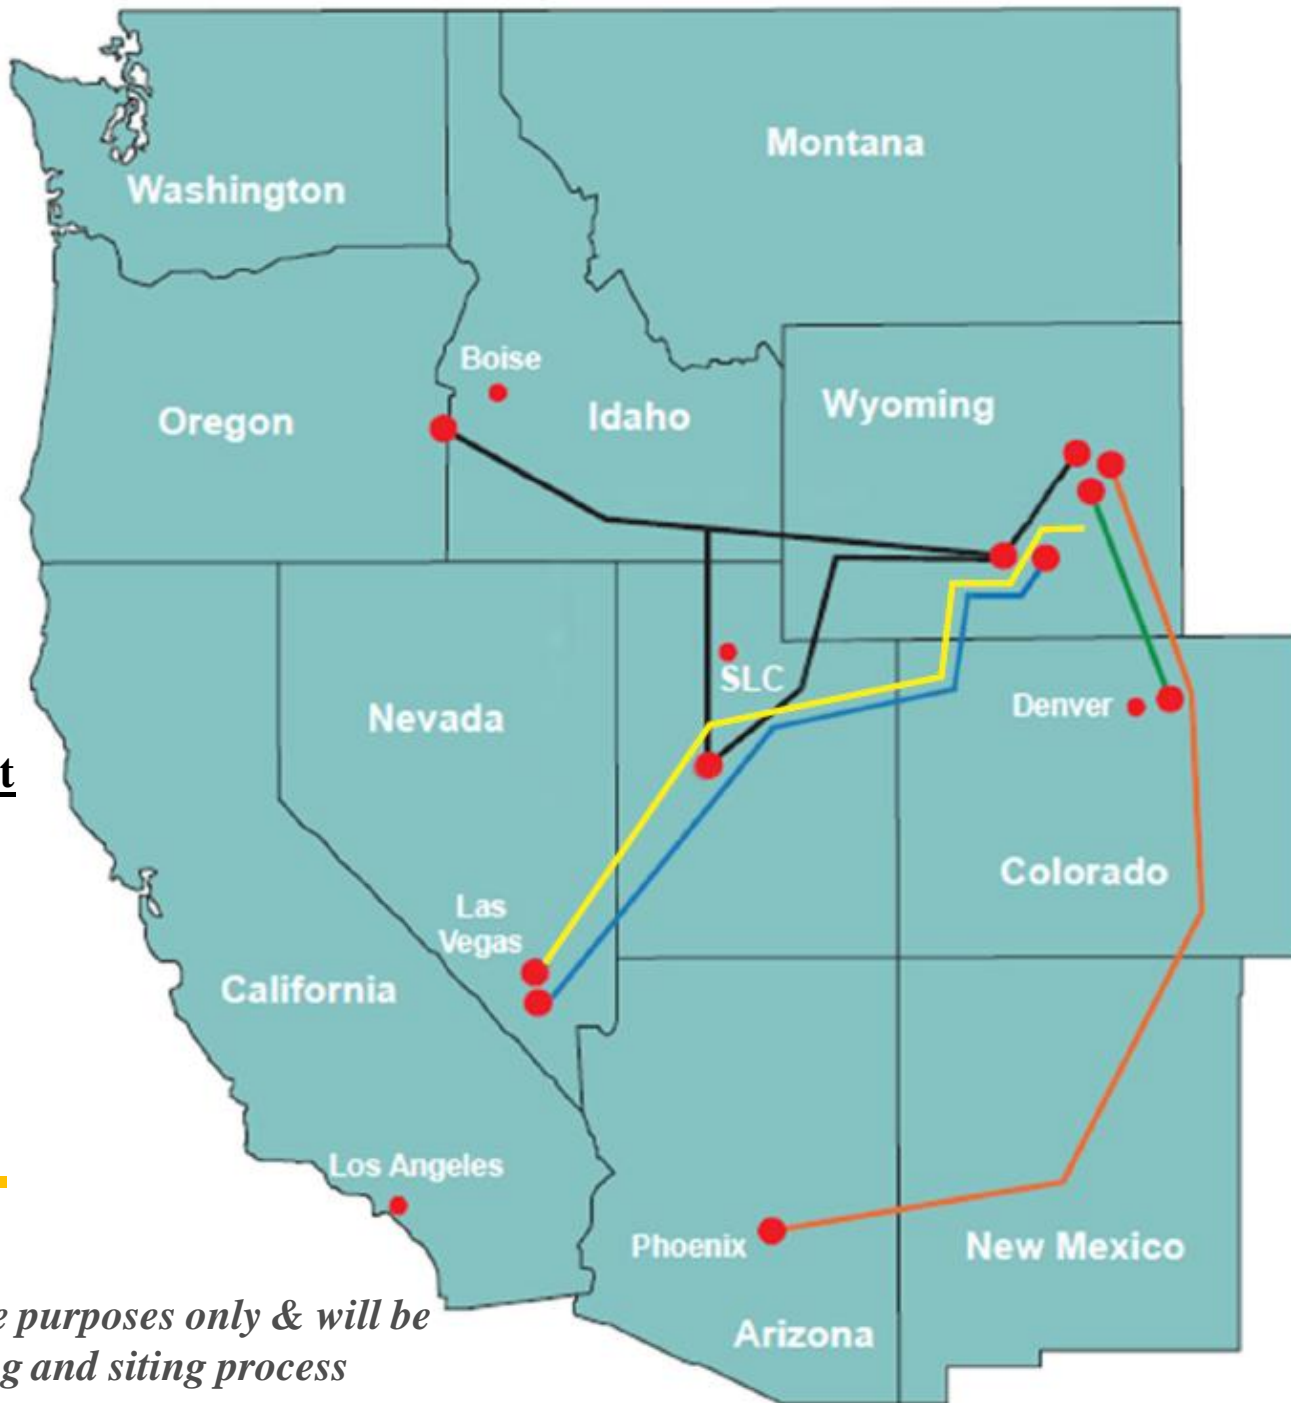 Montana
Washington
Boise
Wyoming
Idaho
Oregon
SLC
Denver
Nevada
Colorado
Las
Vegas
California
Los Angeles
Phoenix
New Mexico
purposes only & will be
Arizona
and siting process